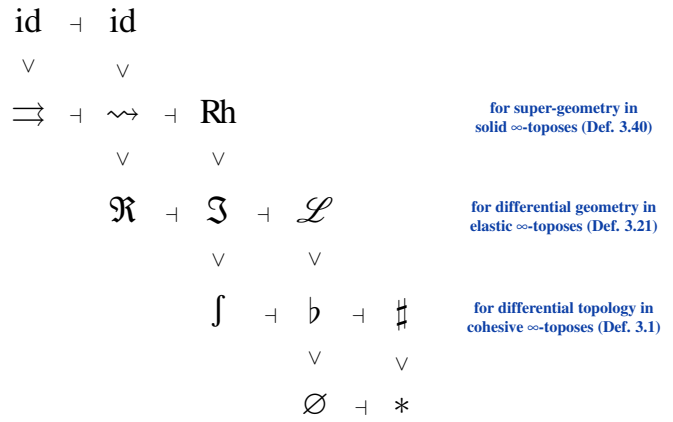 id ⊣ id
∨ ∨
⇉ ⊣ ⇝ ⊣ Rh
for super-geometry in
solid ∞-toposes (Def. 3.40)
∨ ∨
ℜ ⊣ ℑ ⊣ ℒ
for differential geometry in
elastic ∞-toposes (Def. 3.21)
∨ ∨
ʃ ⊣ ♭ ⊣ ♯
for differential topology in
cohesive ∞-toposes (Def. 3.1)
∨ ∨
∅ ⊣ *